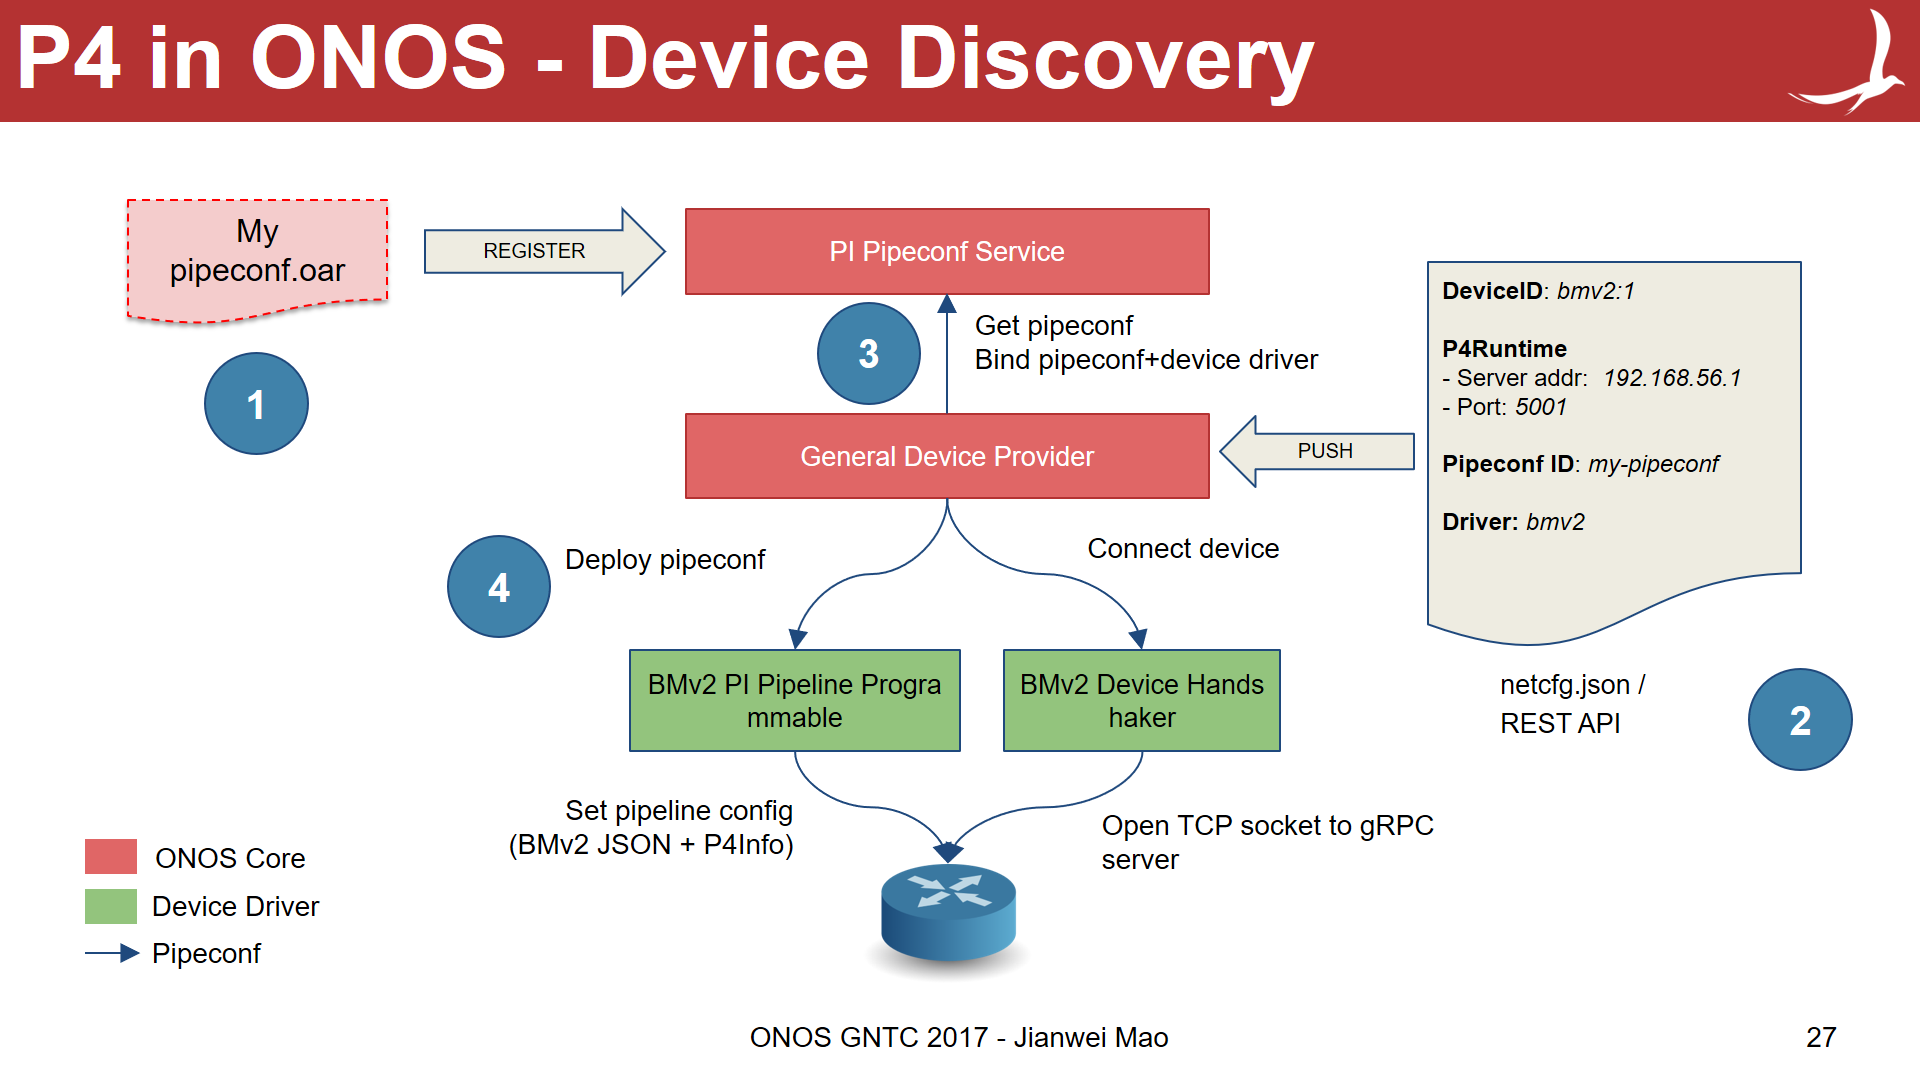 P4 in ONOS - Device Discovery
My
pipeconf.oar
REGISTER
PI Pipeconf Service
1
3
Get pipeconf
Bind pipeconf+device driver
General Device Provider
PUSH
DeviceID: bmv2:1
P4Runtime
- Server addr: 192.168.56.1
- Port: 5001
Pipeconf ID: my-pipeconf
Driver: bmv2
netcfg.json /
REST API
2
4
Deploy pipeconf
Connect device
BMv2 PI Pipeline Progra
mmable
BMv2 Device Hands
haker
Set pipeline config
(BMv2 JSON + P4Info)
Open TCP socket to gRPC
server
ONOS Core
Device Driver
Pipeconf
ONOS GNTC 2017 - Jianwei Mao
27